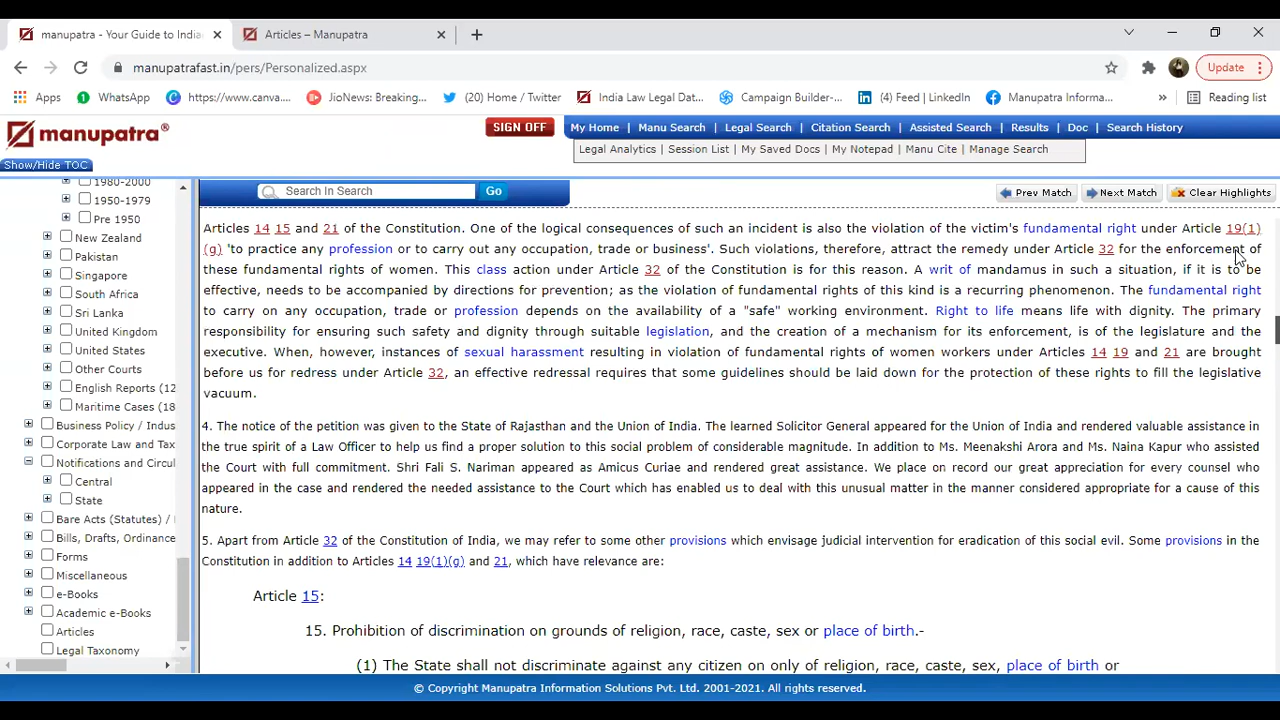 manupatra - Your Guide to India
Articles – Manupatra
manupatrafast.in/pers/Personalized.aspx
Update
Apps
WhatsApp
https://www.canva....
JioNews: Breaking...
(20) Home / Twitter
India Law Legal Dat...
Campaign Builder-...
(4) Feed | LinkedIn
Manupatra Informa...
»
Reading list
manupatra®
SIGN OFF
My Home | Manu Search | Legal Search | Citation Search | Assisted Search | Results | Doc | Search History
Legal Analytics | Session List | My Saved Docs | My Notepad | Manu Cite | Manage Search
Show/Hide TOC
Search In Search
Go
Prev Match
Next Match
Clear Highlights
1980-2000
1950-1979
Pre 1950
New Zealand
Pakistan
Singapore
South Africa
Sri Lanka
United Kingdom
United States
Other Courts
English Reports (12
Maritime Cases (18
Business Policy / Indus
Corporate Law and Tax
Notifications and Circul
Central
State
Bare Acts (Statutes) /
Bills, Drafts, Ordinance
Forms
Miscellaneous
e-Books
Academic e-Books
Articles
Legal Taxonomy
Articles 14 15 and 21 of the Constitution. One of the logical consequences of such an incident is also the violation of the victim's fundamental right under Article 19(1)
(g) 'to practice any profession or to carry out any occupation, trade or business'. Such violations, therefore, attract the remedy under Article 32 for the enforcement of
these fundamental rights of women. This class action under Article 32 of the Constitution is for this reason. A writ of mandamus in such a situation, if it is to be
effective, needs to be accompanied by directions for prevention; as the violation of fundamental rights of this kind is a recurring phenomenon. The fundamental right
to carry on any occupation, trade or profession depends on the availability of a "safe" working environment. Right to life means life with dignity. The primary
responsibility for ensuring such safety and dignity through suitable legislation, and the creation of a mechanism for its enforcement, is of the legislature and the
executive. When, however, instances of sexual harassment resulting in violation of fundamental rights of women workers under Articles 14 19 and 21 are brought
before us for redress under Article 32, an effective redressal requires that some guidelines should be laid down for the protection of these rights to fill the legislative
vacuum.
4. The notice of the petition was given to the State of Rajasthan and the Union of India. The learned Solicitor General appeared for the Union of India and rendered valuable assistance in
the true spirit of a Law Officer to help us find a proper solution to this social problem of considerable magnitude. In addition to Ms. Meenakshi Arora and Ms. Naina Kapur who assisted
the Court with full commitment. Shri Fali S. Nariman appeared as Amicus Curiae and rendered great assistance. We place on record our great appreciation for every counsel who
appeared in the case and rendered the needed assistance to the Court which has enabled us to deal with this unusual matter in the manner considered appropriate for a cause of this
nature.
5. Apart from Article 32 of the Constitution of India, we may refer to some other provisions which envisage judicial intervention for eradication of this social evil. Some provisions in the
Constitution in addition to Articles 14 19(1)(g) and 21, which have relevance are:
Article 15:
15. Prohibition of discrimination on grounds of religion, race, caste, sex or place of birth.-
(1) The State shall not discriminate against any citizen on only of religion, race, caste, sex, place of birth or
© Copyright Manupatra Information Solutions Pvt. Ltd. 2001-2021. All rights reserved.